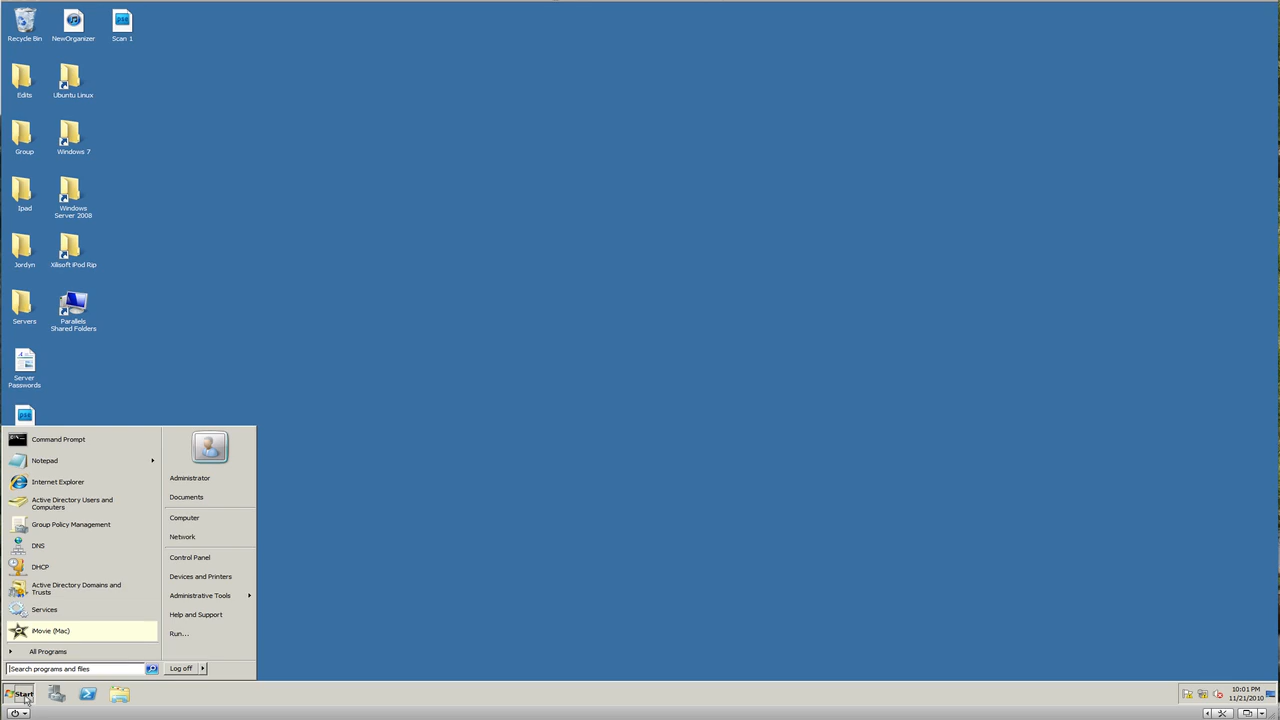 Recycle Bin
NewOrganizer
Scan 1
Edits
Ubuntu Linux
Group
Windows 7
Ipad
Windows
Server 2008
Jordyn
Xilisoft iPod Rip
Servers
Parallels
Shared Folders
Server
Passwords
Command Prompt
Notepad
Internet Explorer
Active Directory Users and
Computers
Group Policy Management
DNS
DHCP
Active Directory Domains and
Trusts
Services
iMovie (Mac)
All Programs
Search programs and files
Administrator
Documents
Computer
Network
Control Panel
Devices and Printers
Administrative Tools
Help and Support
Run...
Log off
Start
10:01 PM
11/21/2010